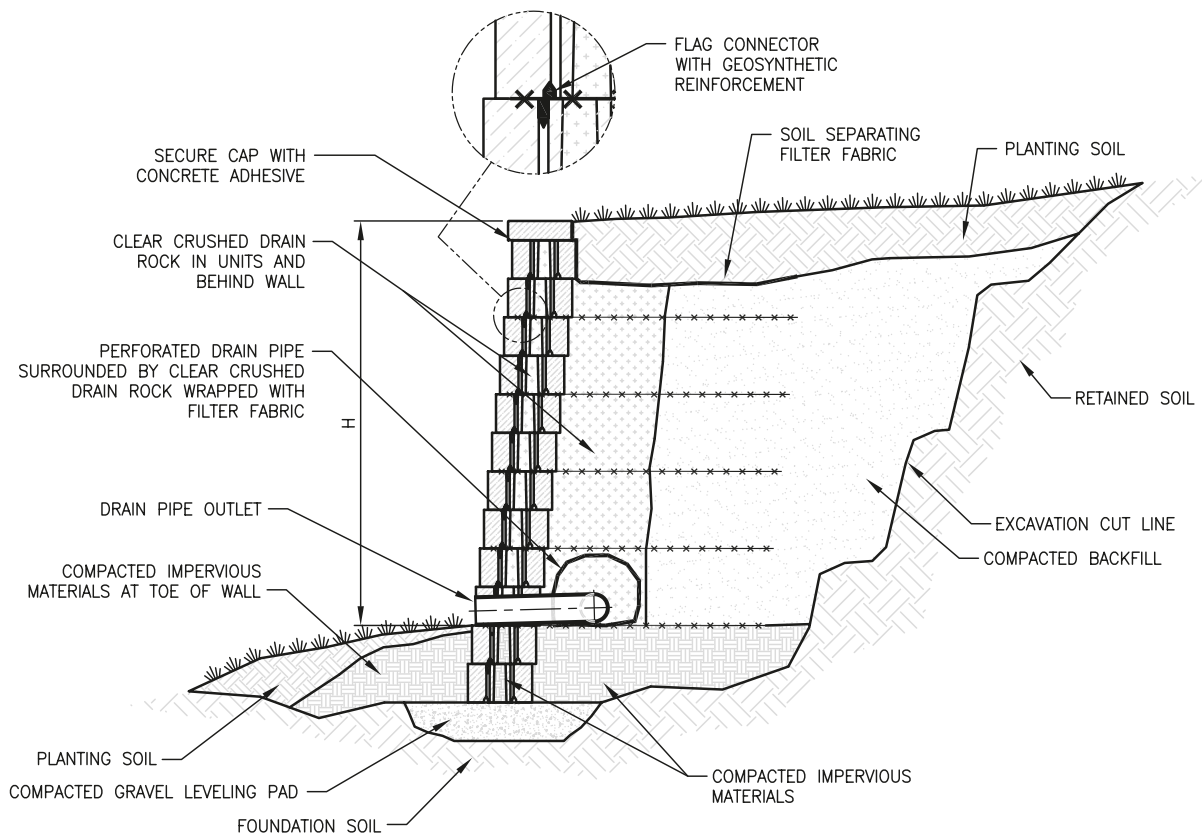 FLAG CONNECTOR
WITH GEOSYNTHETIC
REINFORCEMENT
SOIL SEPARATING
FILTER FABRIC
PLANTING SOIL
SECURE CAP WITH
CONCRETE ADHESIVE
CLEAR CRUSHED DRAIN
ROCK IN UNITS AND
BEHIND WALL
PERFORATED DRAIN PIPE
SURROUNDED BY CLEAR CRUSHED
DRAIN ROCK WRAPPED WITH
FILTER FABRIC
H
RETAINED SOIL
DRAIN PIPE OUTLET
EXCAVATION CUT LINE
COMPACTED BACKFILL
COMPACTED IMPERVIOUS
MATERIALS AT TOE OF WALL
PLANTING SOIL
COMPACTED GRAVEL LEVELING PAD
FOUNDATION SOIL
COMPACTED IMPERVIOUS
MATERIALS